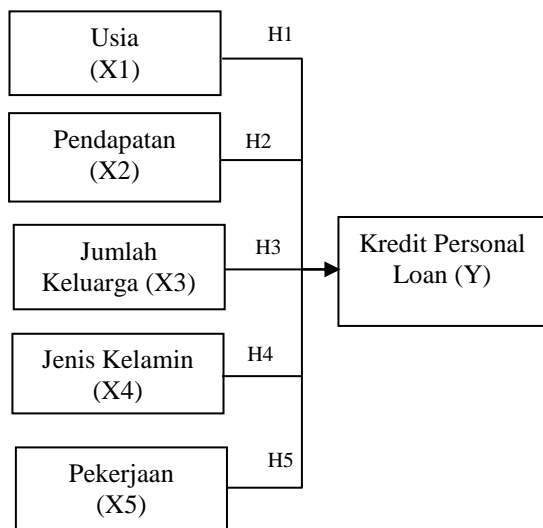 Usia
(X1)
H1
Pendapatan
(X2)
H2
Jumlah
Keluarga (X3)
H3
Kredit Personal
Loan (Y)
Jenis Kelamin
(X4)
H4
Pekerjaan
(X5)
H5